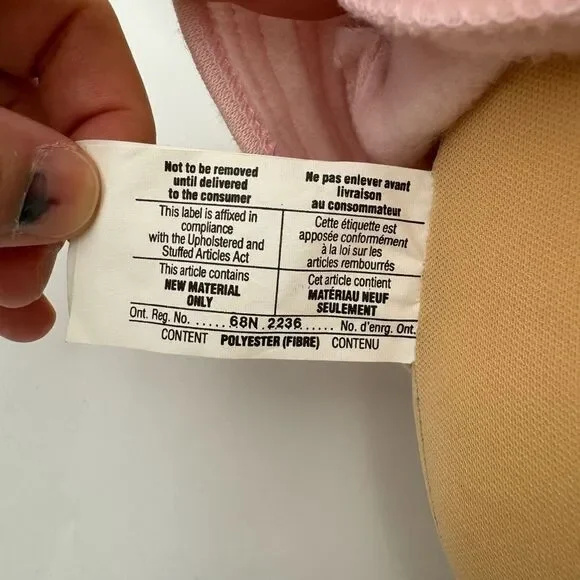 Not to be removed
until delivered
to the consumer
Ne pas enlever avant
livraison
au consommateur
This label is affixed in
compliance
with the Upholstered and
Stuffed Articles Act
Cette étiquette est
apposée conformément
à la loi sur les
articles rembourrés
This article contains
NEW MATERIAL
ONLY
Cet article contient
MATÉRIAU NEUF
SEULEMENT
Ont. Reg. No. ...... 68N 2236 ..... No. d'enrg. Ont.
CONTENT POLYESTER (FIBRE) CONTENU